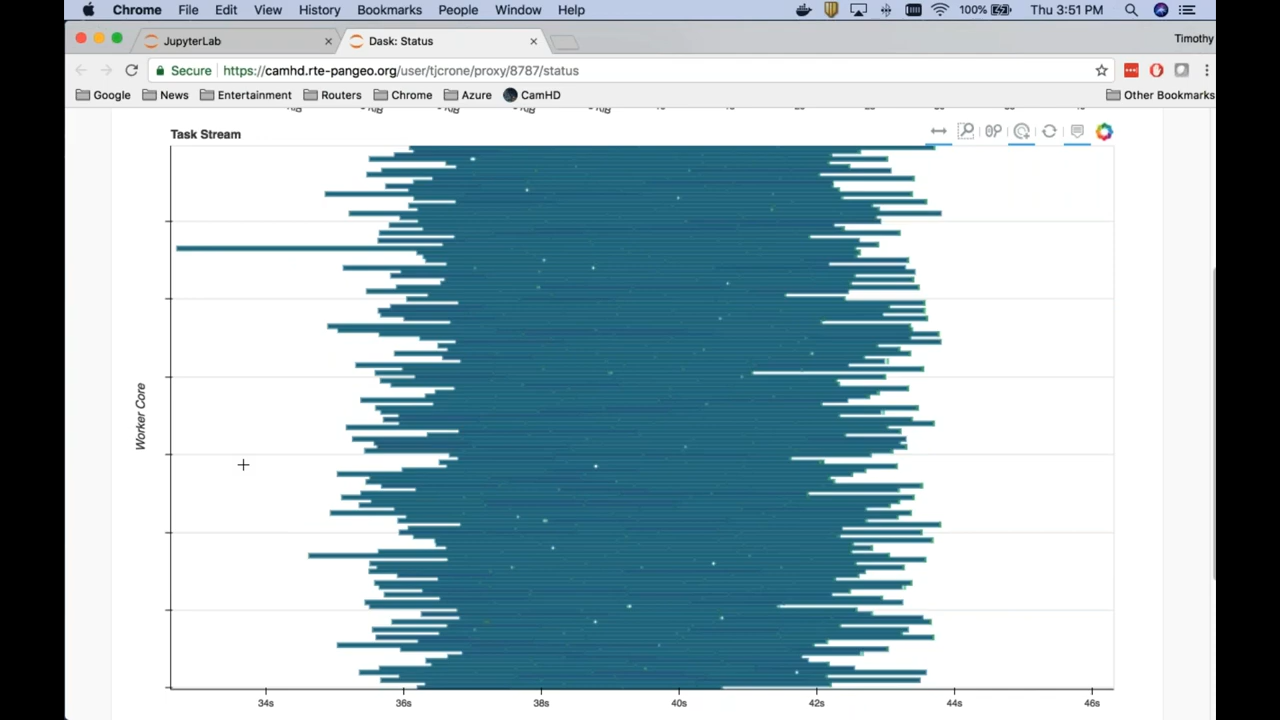 Chrome File Edit View History Bookmarks People Window Help 100% Thu 3:51 PM
JupyterLab Dask: Status Timothy
Secure https://camhd.rte-pangeo.org/user/tjcrone/proxy/8787/status
Google News Entertainment Routers Chrome Azure CamHD Other Bookmarks
Task Stream
Worker Core
34s 36s 38s 40s 42s 44s 46s